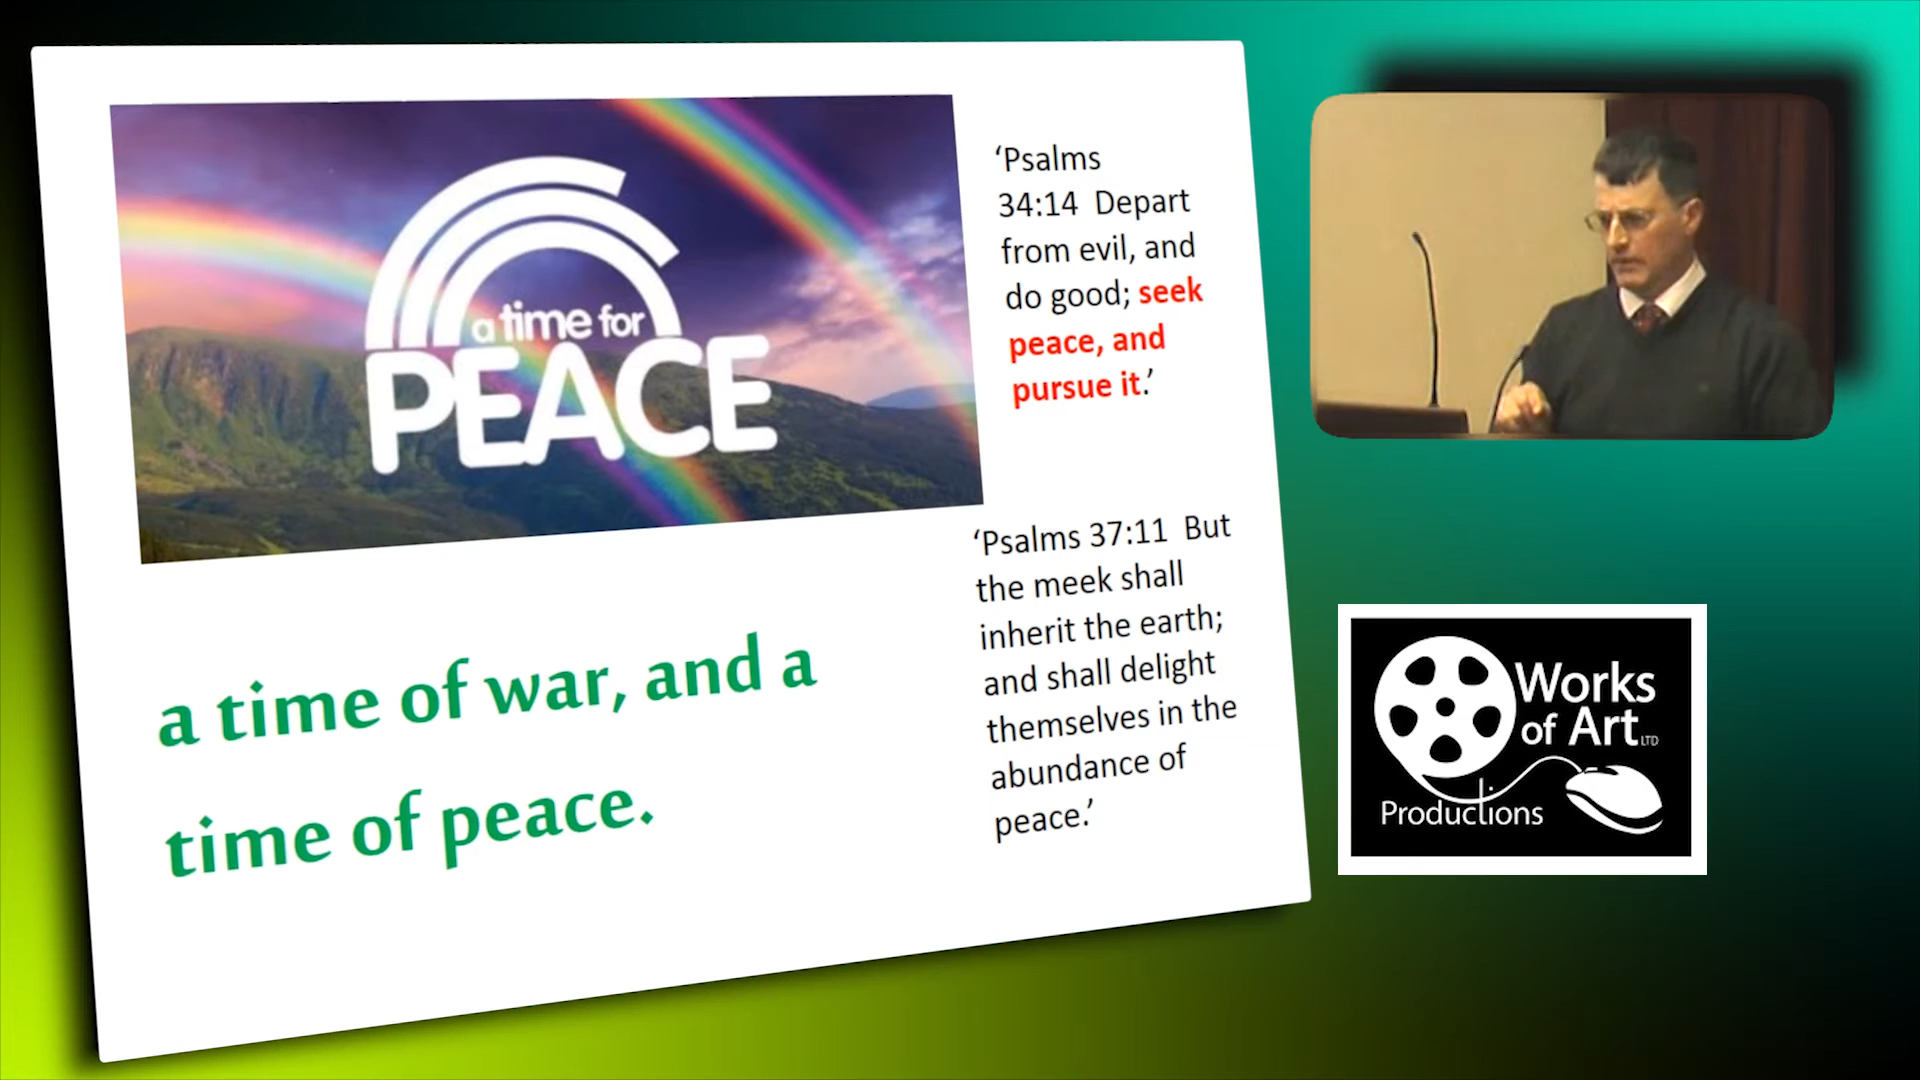 a time for
PEACE
‘Psalms
34:14  Depart
from evil, and
do good; seek
peace, and
pursue it.’
‘Psalms 37:11  But
the meek shall
inherit the earth;
and shall delight
themselves in the
abundance of
peace.’
a time of war, and a
time of peace.
Works
of Art LTD
Productions